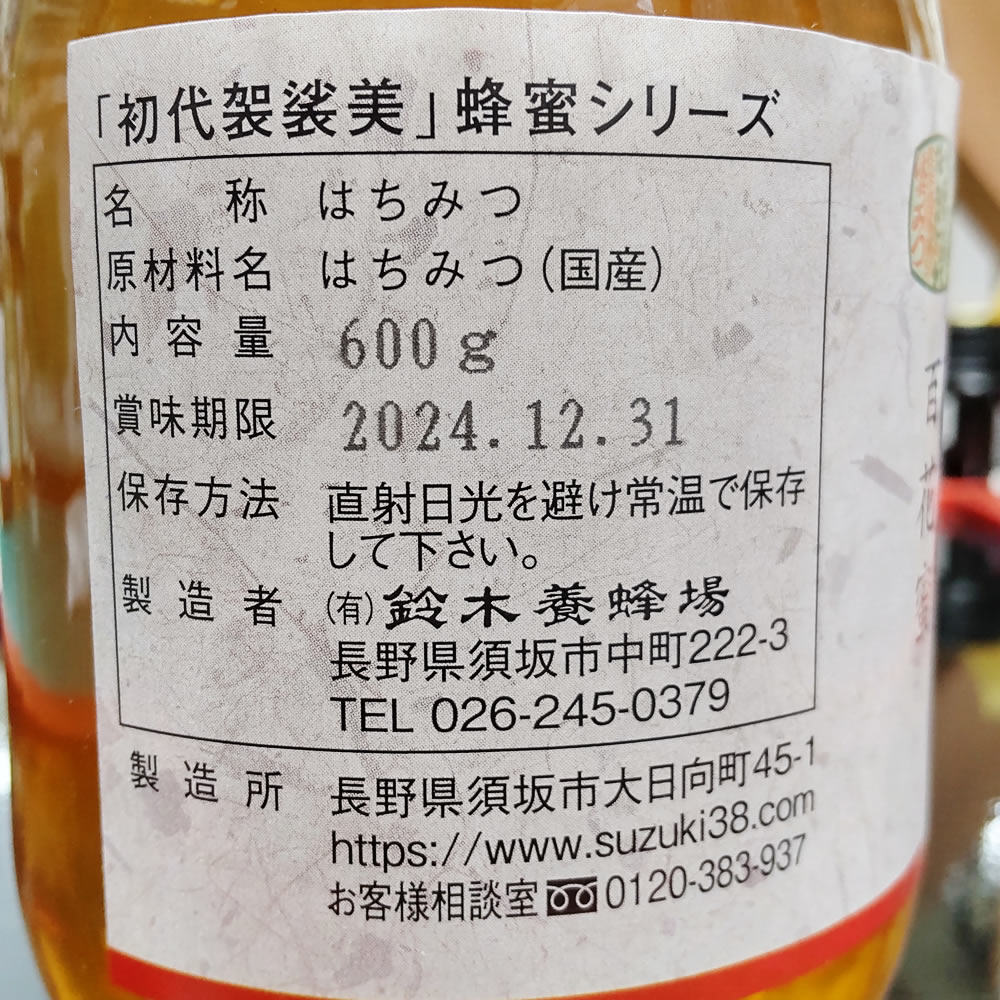 「初代袈裟美」蜂蜜シリーズ
名称 はちみつ
原材料名 はちみつ(国産)
内容量 600g
賞味期限 2024.12.31
保存方法 直射日光を避け常温で保存
して下さい。
製造者 (有)鈴木養蜂場
長野県須坂市中町222-3
TEL 026-245-0379
製造所 長野県須坂市大日向町45-1
https://www.suzuki38.com
お客様相談室 0120-383-937
百花蜜